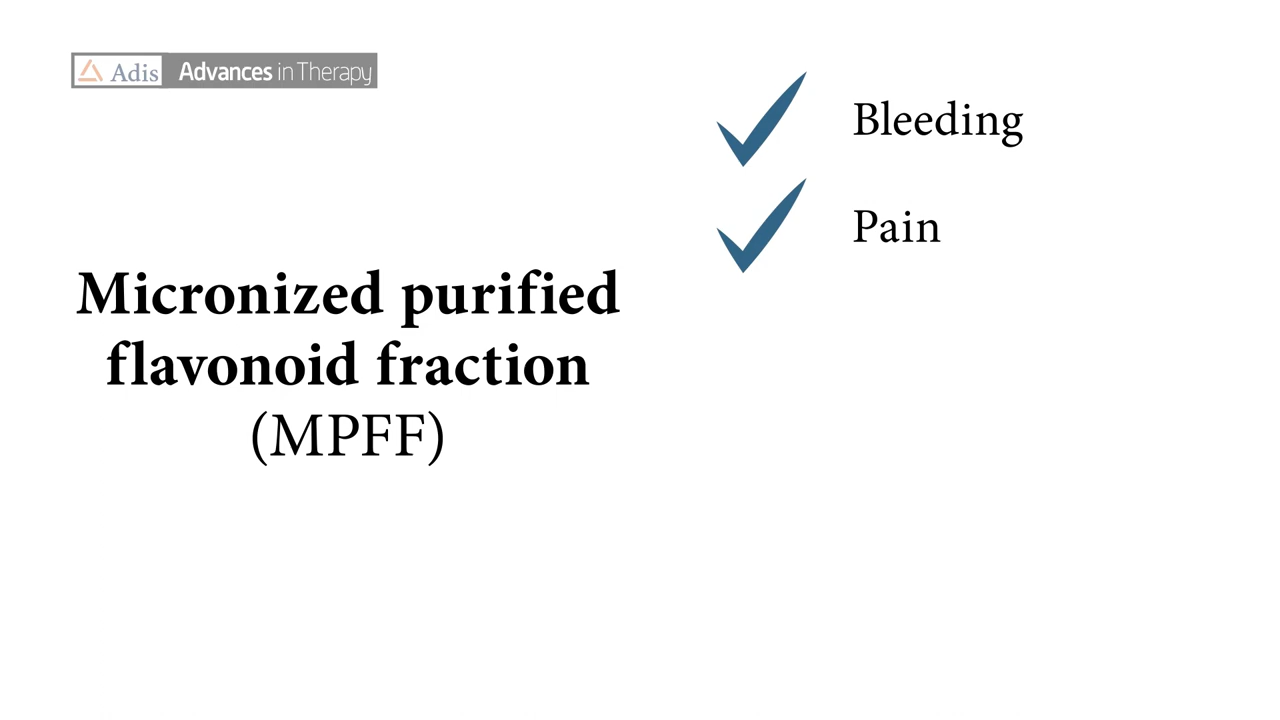 Adis Advances in Therapy
Bleeding
Pain
Micronized purified
flavonoid fraction
(MPFF)